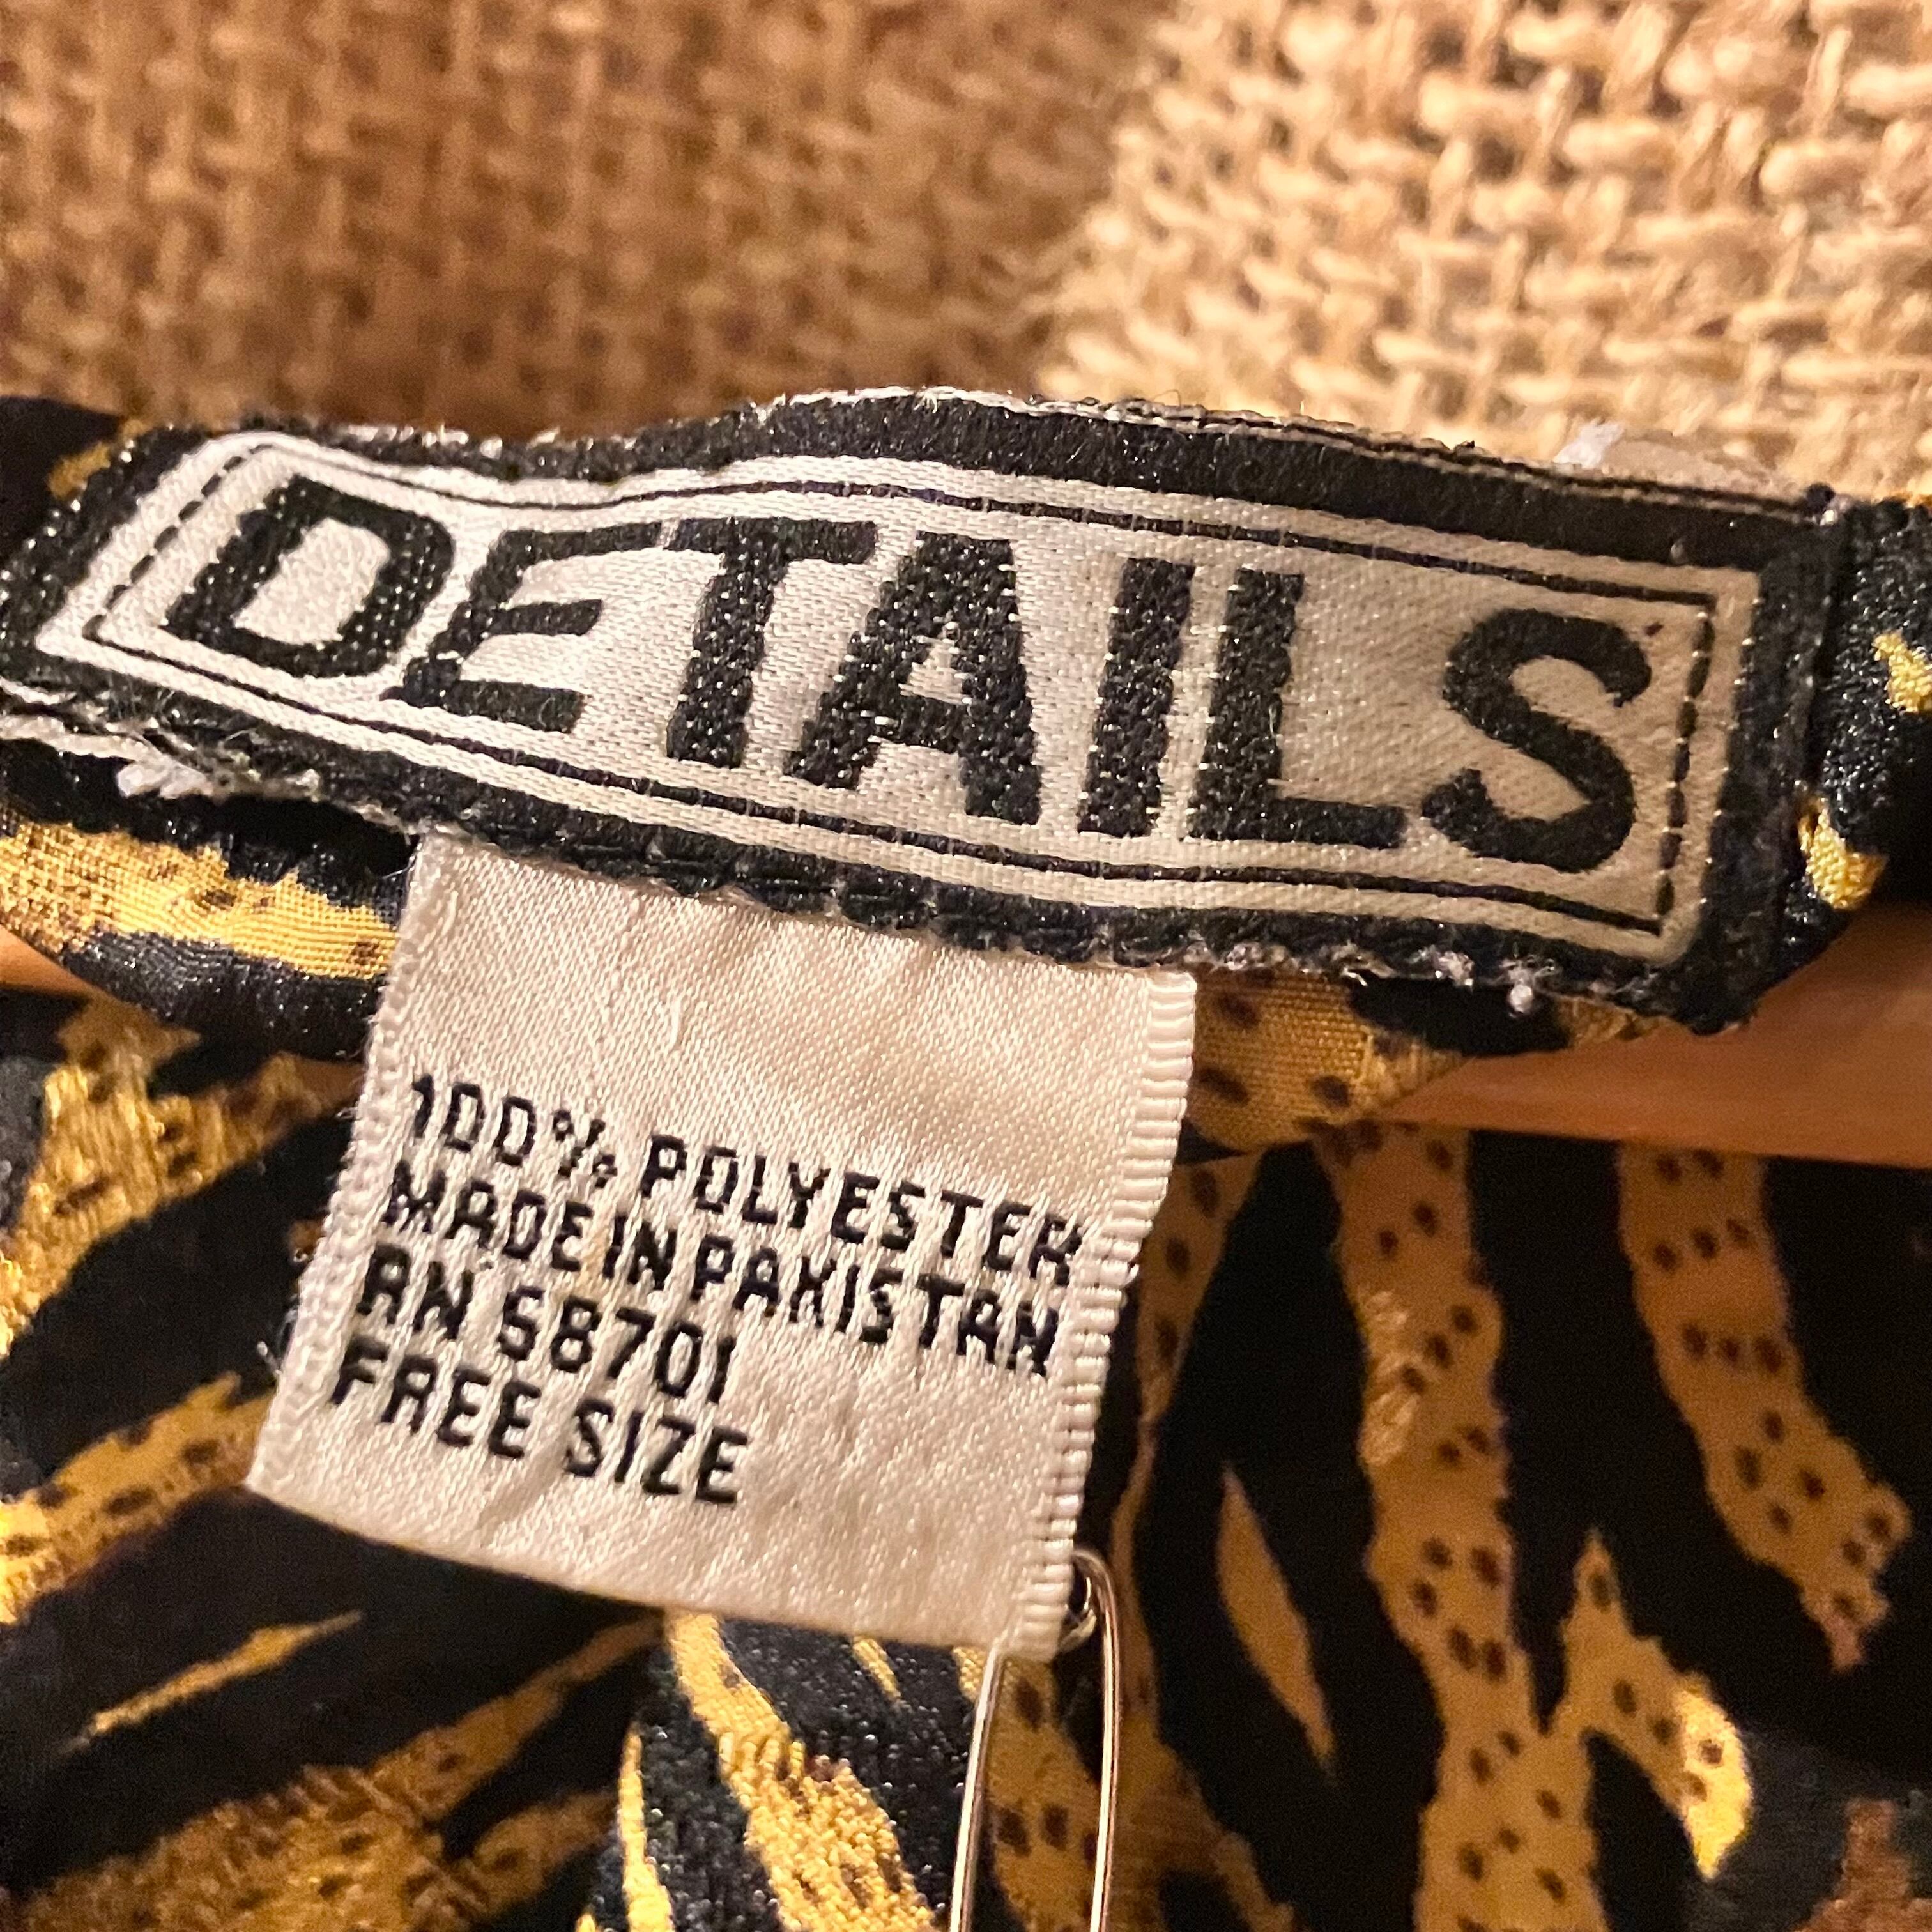 DETAILS
100% POLYESTER
MADE IN PAKISTAN
RN 58701
FREE SIZE